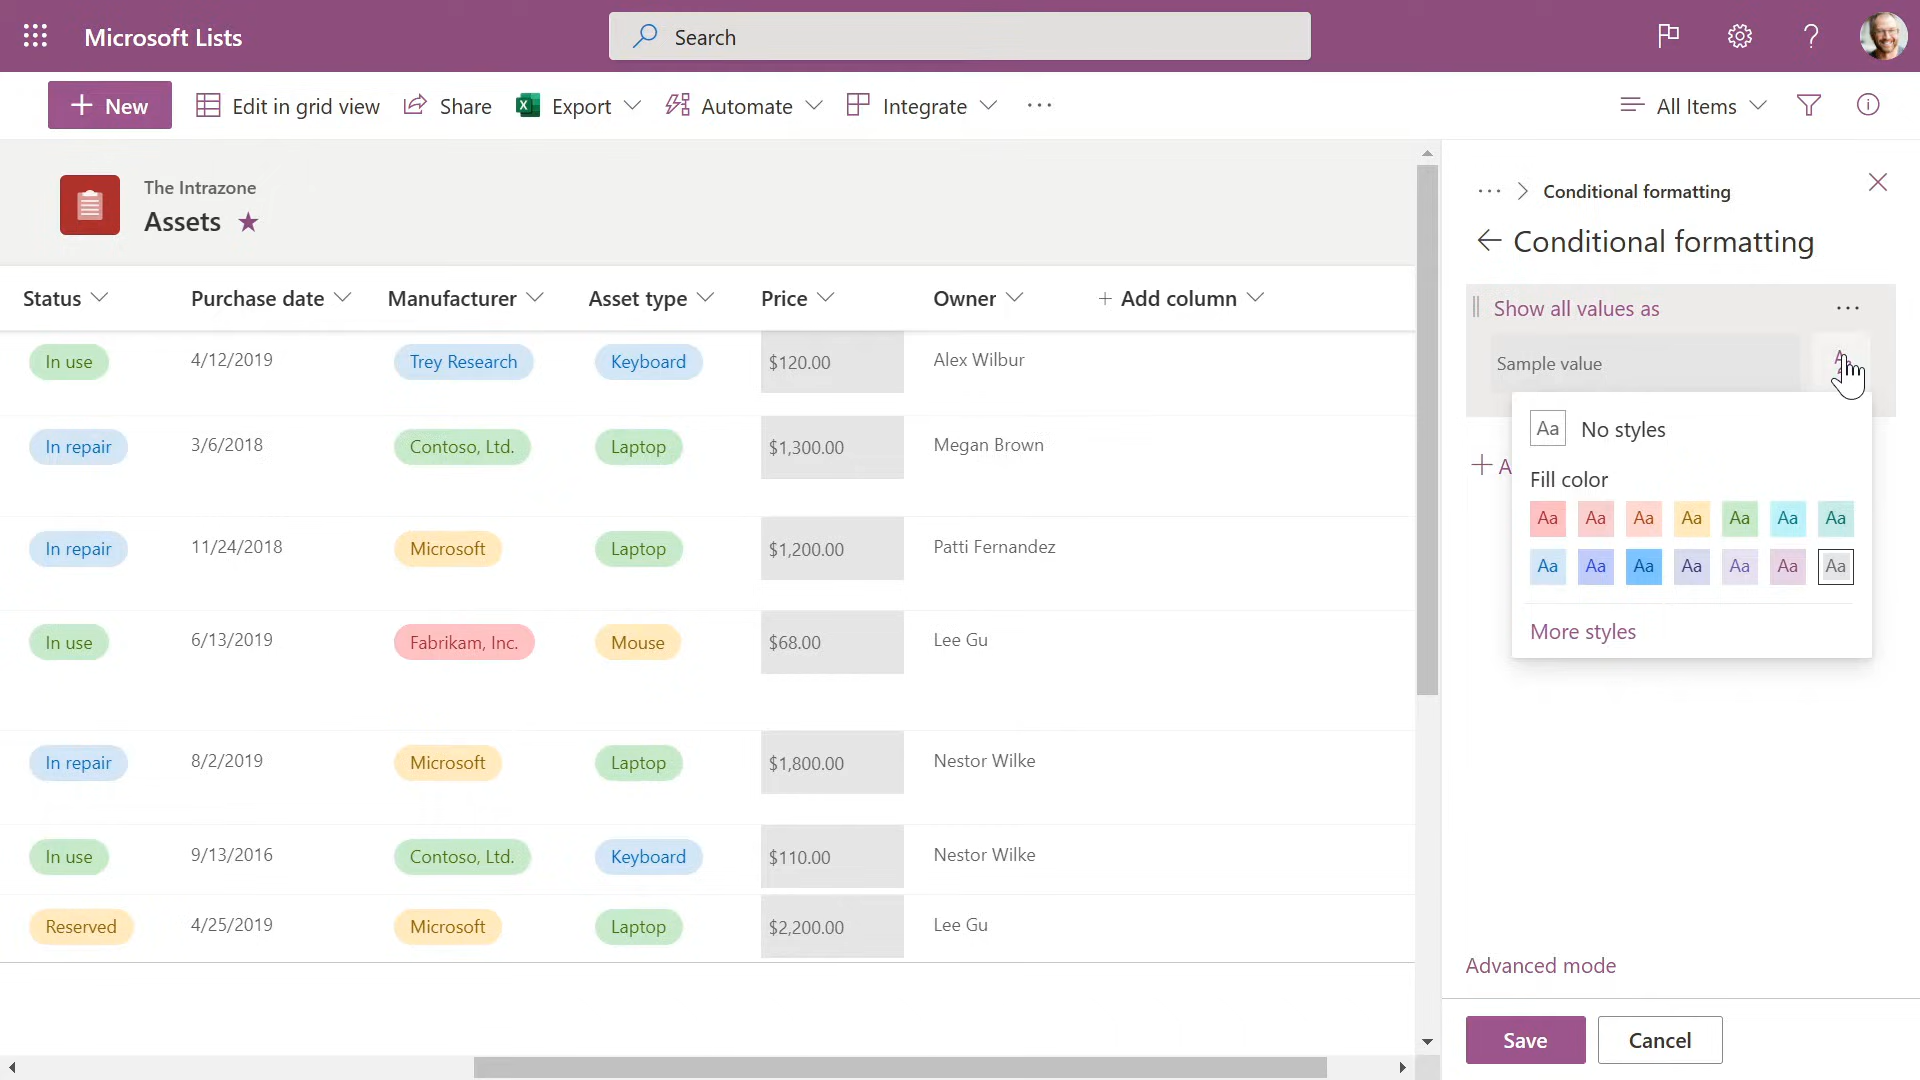 Microsoft Lists
Search
New
Edit in grid view
Share
Export
Automate
Integrate
All Items
The Intrazone
Assets
Status
Purchase date
Manufacturer
Asset type
Price
Owner
Add column
In use
4/12/2019
Trey Research
Keyboard
$120.00
Alex Wilbur
In repair
3/6/2018
Contoso, Ltd.
Laptop
$1,300.00
Megan Brown
In repair
11/24/2018
Microsoft
Laptop
$1,200.00
Patti Fernandez
In use
6/13/2019
Fabrikam, Inc.
Mouse
$68.00
Lee Gu
In repair
8/2/2019
Microsoft
Laptop
$1,800.00
Nestor Wilke
In use
9/13/2016
Contoso, Ltd.
Keyboard
$110.00
Nestor Wilke
Reserved
4/25/2019
Microsoft
Laptop
$2,200.00
Lee Gu
Conditional formatting
Conditional formatting
Show all values as
Sample value
Aa No styles
Fill color
Aa Aa Aa Aa Aa Aa Aa
Aa Aa Aa Aa Aa Aa Aa
More styles
Advanced mode
Save
Cancel